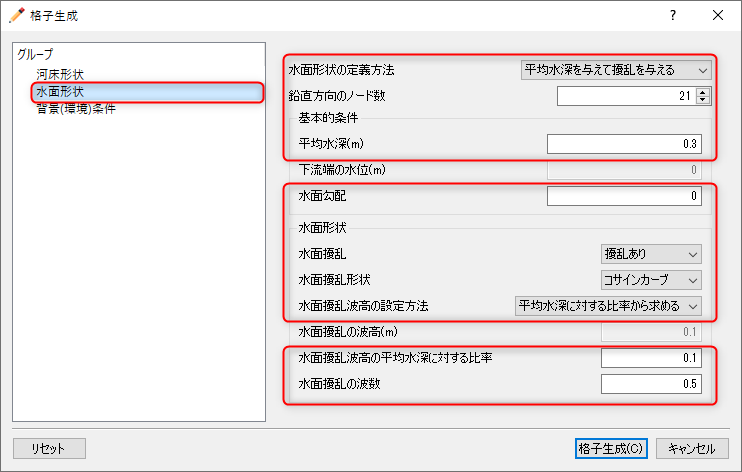 格子生成
グループ
河床形状
水面形状
背景(環境)条件
水面形状の定義方法 平均水深を与えて擾乱を与える
鉛直方向のノード数 21
基本的条件
平均水深(m) 0.3
下流端の水位(m) 0
水面勾配 0
水面形状
水面擾乱 擾乱あり
水面擾乱形状 コサインカーブ
水面擾乱波高の設定方法 平均水深に対する比率から求める
水面擾乱の波高(m) 0.1
水面擾乱波高の平均水深に対する比率 0.1
水面擾乱の波数 0.5
リセット 格子生成(C) キャンセル